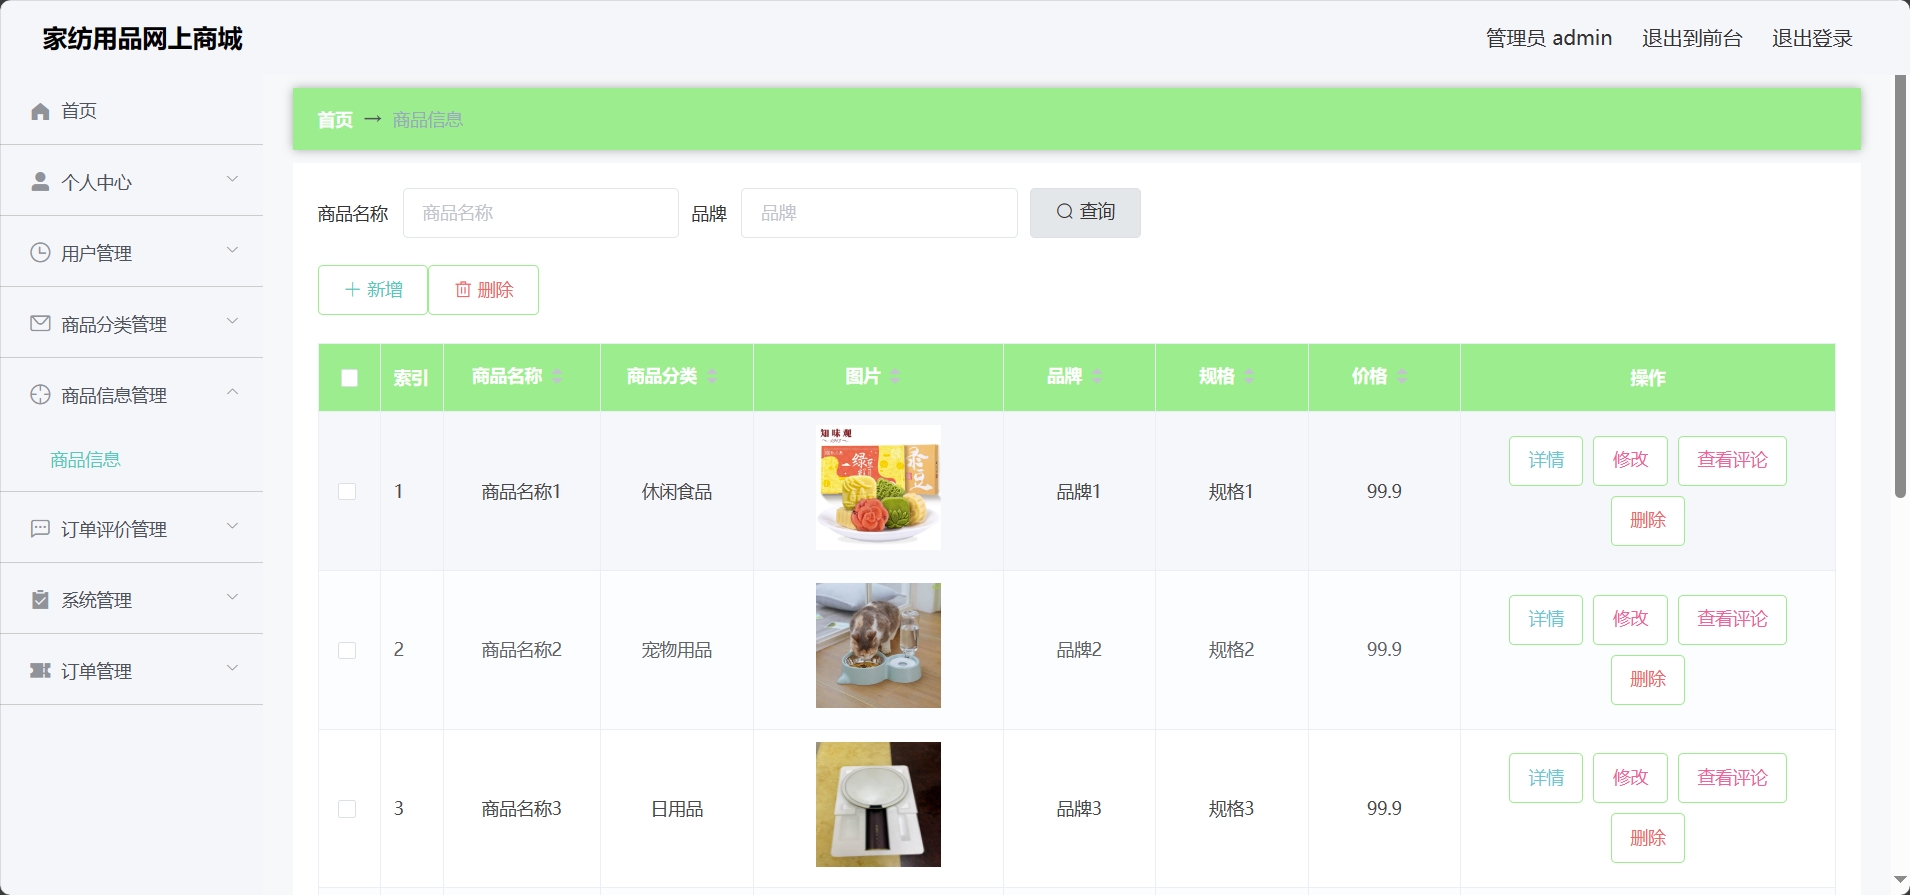 家纺用品网上商城
管理员 admin 退出到前台 退出登录
首页
个人中心
用户管理
商品分类管理
商品信息管理
商品信息
订单评价管理
系统管理
订单管理
首页 → 商品信息
商品名称 商品名称 品牌 品牌 查询
新增 删除
索引 商品名称 商品分类 图片 品牌 规格 价格 操作
知味观
绿豆
1 商品名称1 休闲食品 品牌1 规格1 99.9 详情 修改 查看评论
删除
2 商品名称2 宠物用品 品牌2 规格2 99.9 详情 修改 查看评论
删除
3 商品名称3 日用品 品牌3 规格3 99.9 详情 修改 查看评论
删除